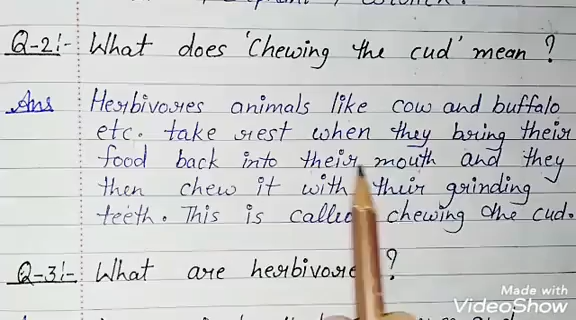 Q-2:- What does 'Chewing the cud' mean ?
Ans Herbivores animals like cow and buffalo
etc. take rest when they bring their
food back into their mouth and they
then chew it with their grinding
teeth. This is called chewing the cud.
Q-3:- What are herbivore ?
Made with
VideoShow